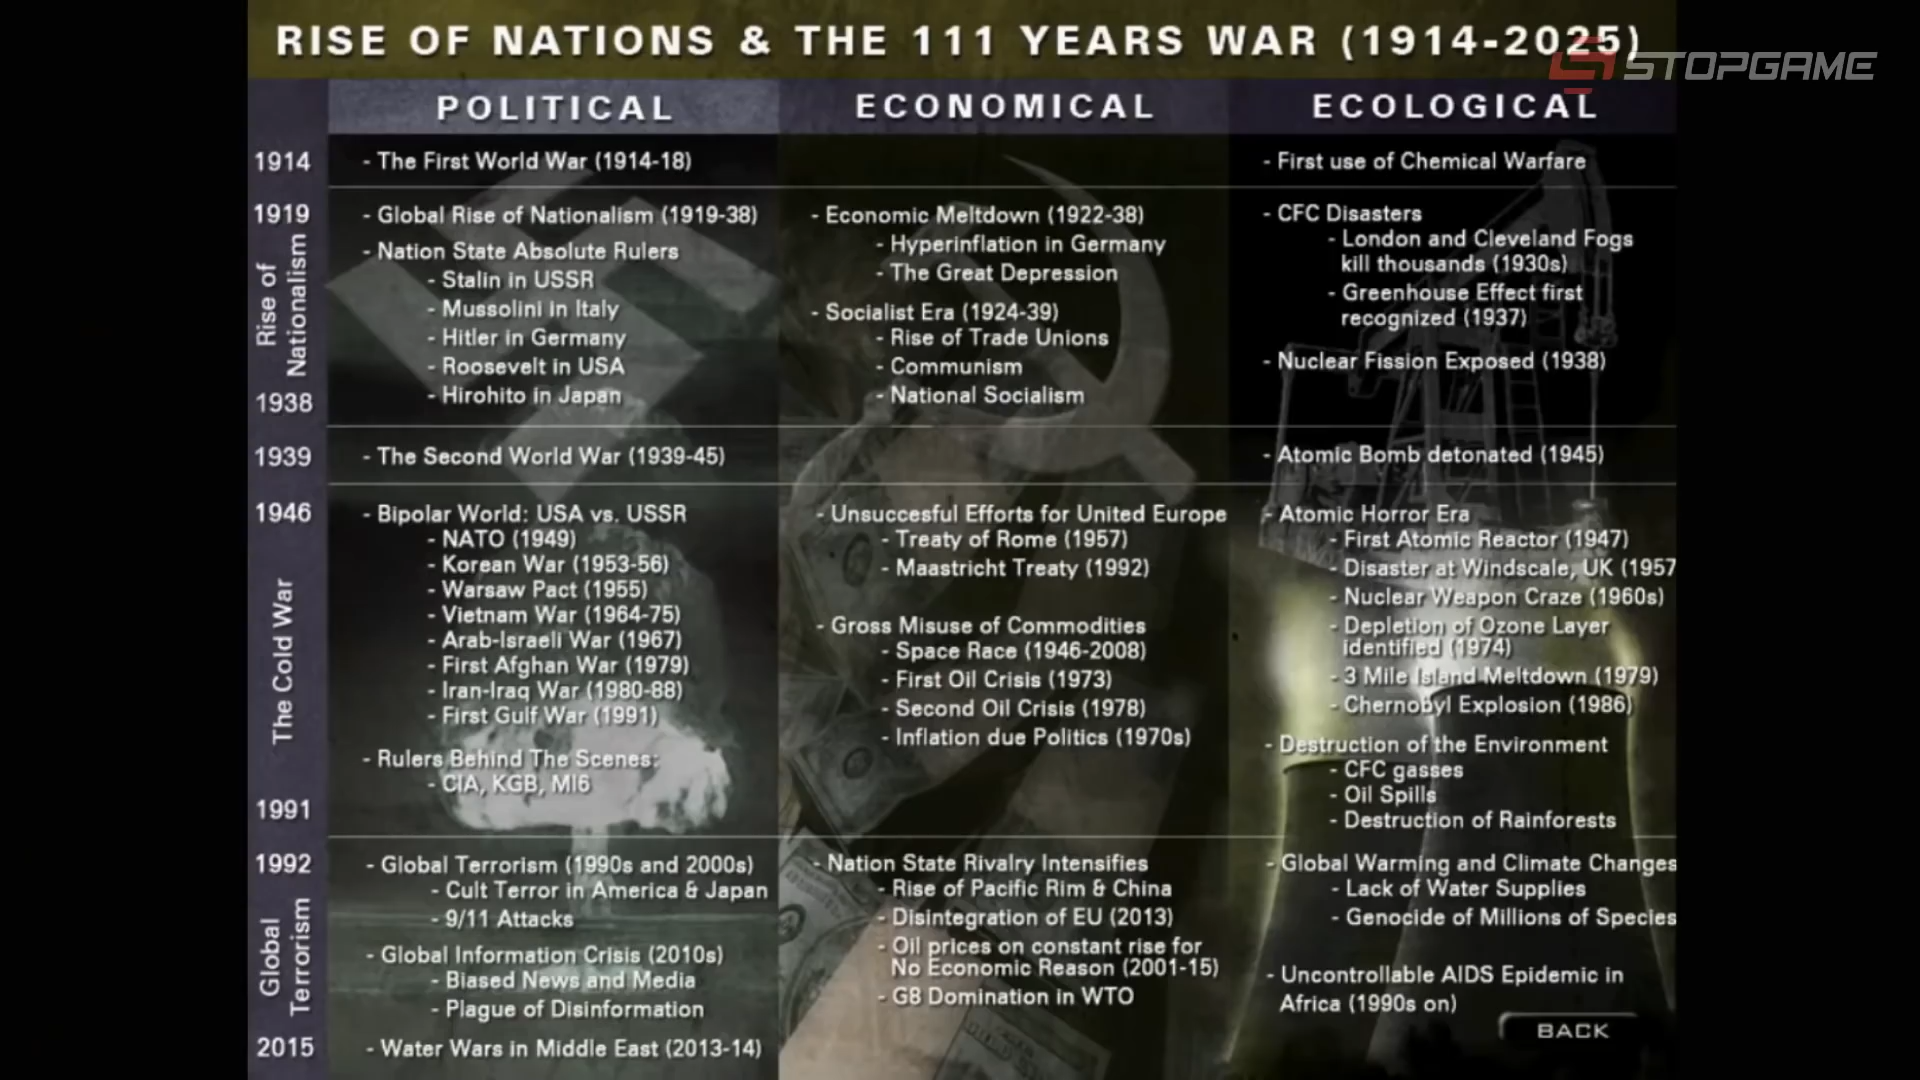 RISE OF NATIONS & THE 111 YEARS WAR (1914-2025)
STOPGAME
POLITICAL
ECONOMICAL
ECOLOGICAL
1914
- The First World War (1914-18)
- First use of Chemical Warfare
1919
Rise of
Nationalism
1938
- Global Rise of Nationalism (1919-38)
- Nation State Absolute Rulers
- Stalin in USSR
- Mussolini in Italy
- Hitler in Germany
- Roosevelt in USA
- Hirohito in Japan
- Economic Meltdown (1922-38)
- Hyperinflation in Germany
- The Great Depression
- Socialist Era (1924-39)
- Rise of Trade Unions
- Communism
- National Socialism
- CFC Disasters
- London and Cleveland Fogs
kill thousands (1930s)
- Greenhouse Effect first
recognized (1937)
- Nuclear Fission Exposed (1938)
1939
- The Second World War (1939-45)
- Atomic Bomb detonated (1945)
1946
The Cold War
1991
- Bipolar World: USA vs. USSR
- NATO (1949)
- Korean War (1953-56)
- Warsaw Pact (1955)
- Vietnam War (1964-75)
- Arab-Israeli War (1967)
- First Afghan War (1979)
- Iran-Iraq War (1980-88)
- First Gulf War (1991)
- Rulers Behind The Scenes:
- CIA, KGB, MI6
- Unsuccesful Efforts for United Europe
- Treaty of Rome (1957)
- Maastricht Treaty (1992)
- Gross Misuse of Commodities
- Space Race (1946-2008)
- First Oil Crisis (1973)
- Second Oil Crisis (1978)
- Inflation due Politics (1970s)
- Atomic Horror Era
- First Atomic Reactor (1947)
- Disaster at Windscale, UK (1957
- Nuclear Weapon Craze (1960s)
- Depletion of Ozone Layer
identified (1974)
- 3 Mile Island Meltdown (1979)
- Chernobyl Explosion (1986)
- Destruction of the Environment
- CFC gasses
- Oil Spills
- Destruction of Rainforests
1992
Global
Terrorism
2015
- Global Terrorism (1990s and 2000s)
- Cult Terror in America & Japan
- 9/11 Attacks
- Global Information Crisis (2010s)
- Biased News and Media
- Plague of Disinformation
- Water Wars in Middle East (2013-14)
- Nation State Rivalry Intensifies
- Rise of Pacific Rim & China
- Disintegration of EU (2013)
- Oil prices on constant rise for
No Economic Reason (2001-15)
- G8 Domination in WTO
- Global Warming and Climate Changes
- Lack of Water Supplies
- Genocide of Millions of Species
- Uncontrollable AIDS Epidemic in
Africa (1990s on)
BACK